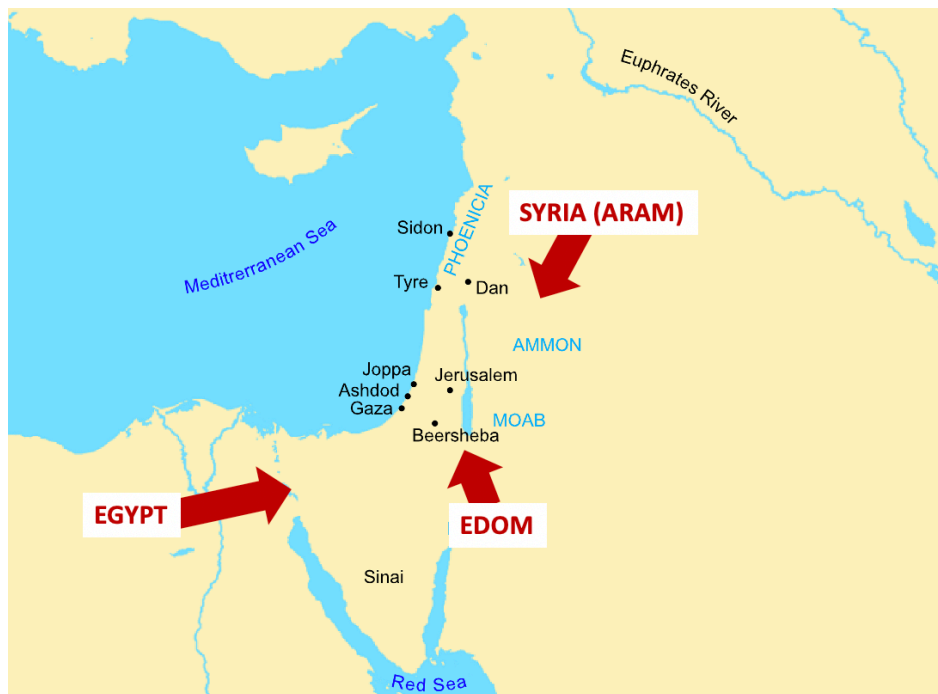 Euphrates River
SYRIA (ARAM)
PHOENICIA
Sidon
Mediterranean Sea
Tyre
Dan
AMMON
Joppa
Jerusalem
Ashdod
Gaza
MOAB
Beersheba
EGYPT
EDOM
Sinai
Red Sea